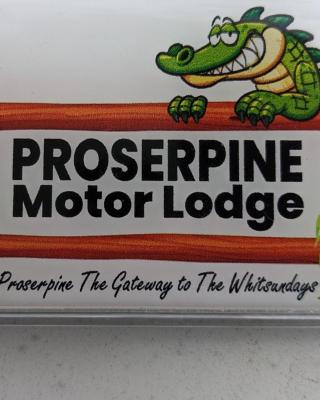 PROSERPINE
Motor Lodge
Proserpine The Gateway to The Whitsundays